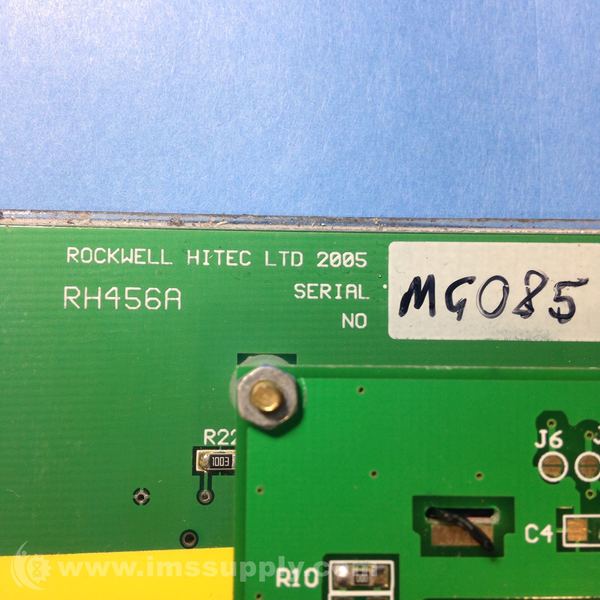 ROCKWELL HITEC LTD 2005
RH456A
SERIAL
NO
MG085
R22
1003
J6
C4
R10
www.imssupply.com